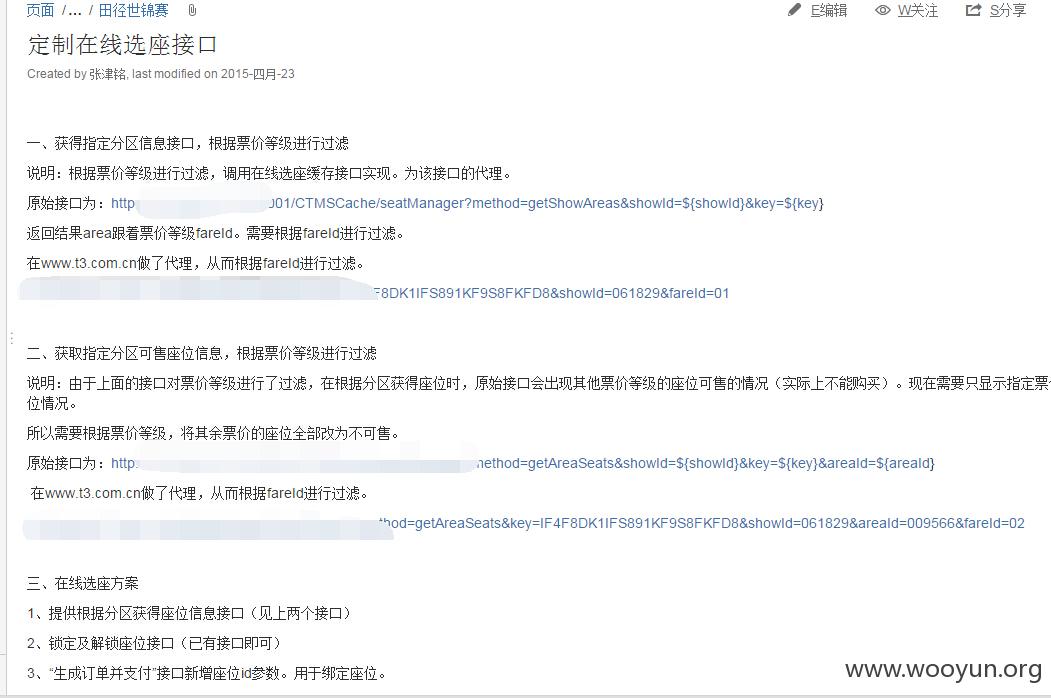 页面 / ... / 田径世锦赛
E编辑 W关注 S分享
定制在线选座接口
Created by 张津铭, last modified on 2015-四月-23
一、获得指定分区信息接口，根据票价等级进行过滤
说明：根据票价等级进行过滤，调用在线选座缓存接口实现。为该接口的代理。
原始接口为：http 001/CTMSCache/seatManager?method=getShowAreas&showId=${showId}&key=${key}
返回结果area跟着票价等级fareId。需要根据fareId进行过滤。
在www.t3.com.cn做了代理，从而根据fareId进行过滤。
F8DK1IFS891KF9S8FKFD8&showId=061829&fareId=01
二、获取指定分区可售座位信息，根据票价等级进行过滤
说明：由于上面的接口对票价等级进行了过滤，在根据分区获得座位时，原始接口会出现其他票价等级的座位可售的情况（实际上不能购买）。现在需要只显示指定票
位情况。
所以需要根据票价等级，将其余票价的座位全部改为不可售。
原始接口为：http: method=getAreaSeats&showId=${showId}&key=${key}&areaId=${areaId}
在www.t3.com.cn做了代理，从而根据fareId进行过滤。
thod=getAreaSeats&key=IF4F8DK1IFS891KF9S8FKFD8&showId=061829&areaId=009566&fareId=02
三、在线选座方案
1、提供根据分区获得座位信息接口（见上两个接口）
2、锁定及解锁座位接口（已有接口即可）
3、“生成订单并支付”接口新增座位id参数。用于绑定座位。
www.wooyun.org